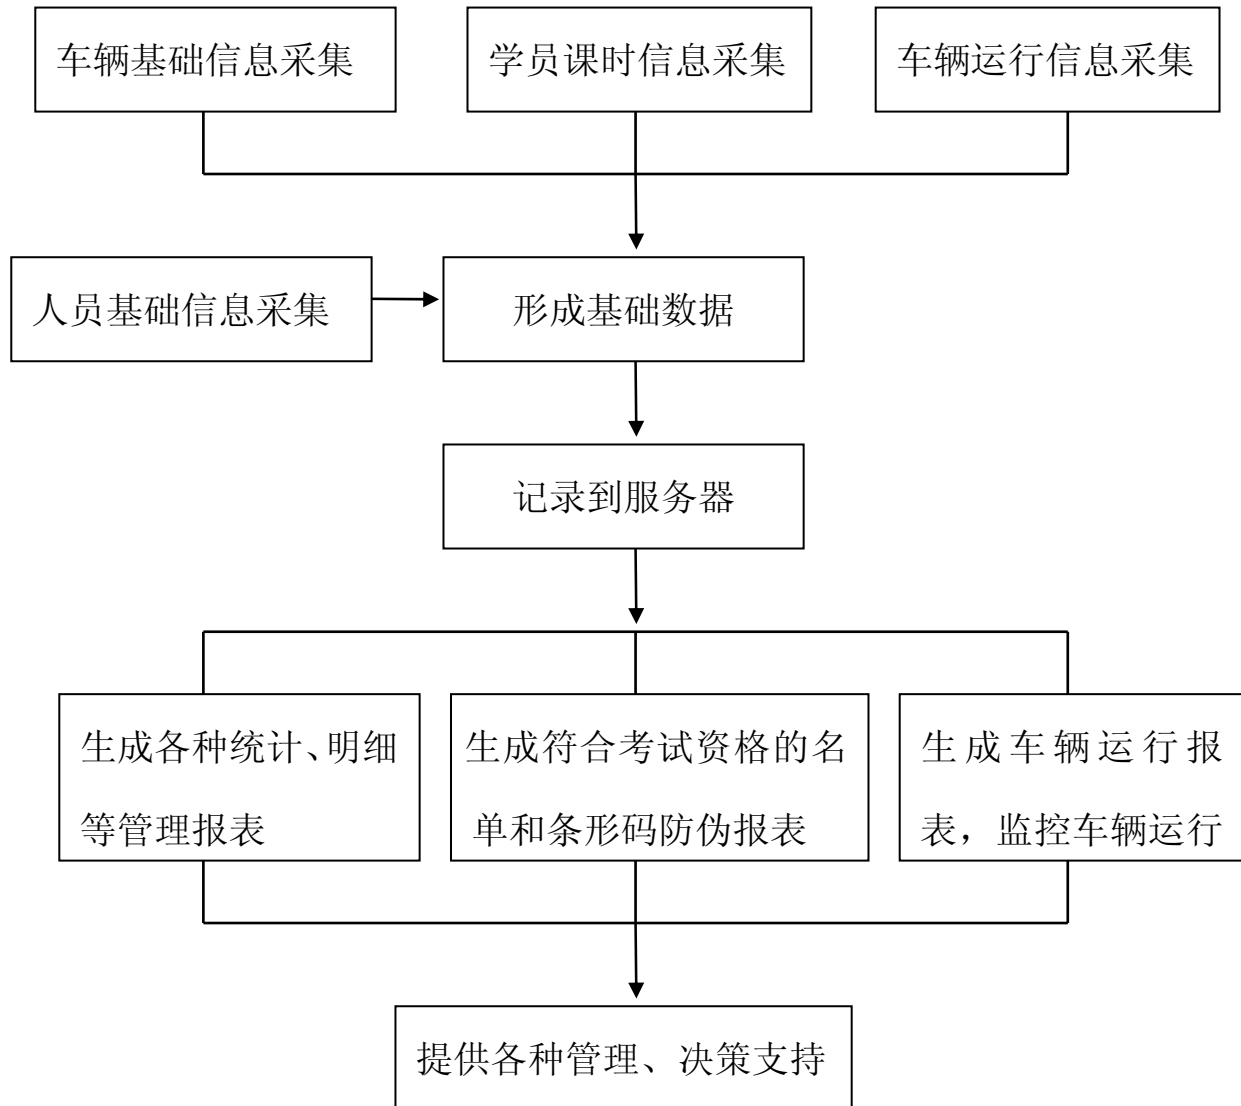 车辆基础信息采集
学员课时信息采集
车辆运行信息采集
人员基础信息采集
形成基础数据
记录到服务器
生成各种统计、明细
等管理报表
生成符合考试资格的名
单和条形码防伪报表
生成车辆运行报
表，监控车辆运行
提供各种管理、决策支持